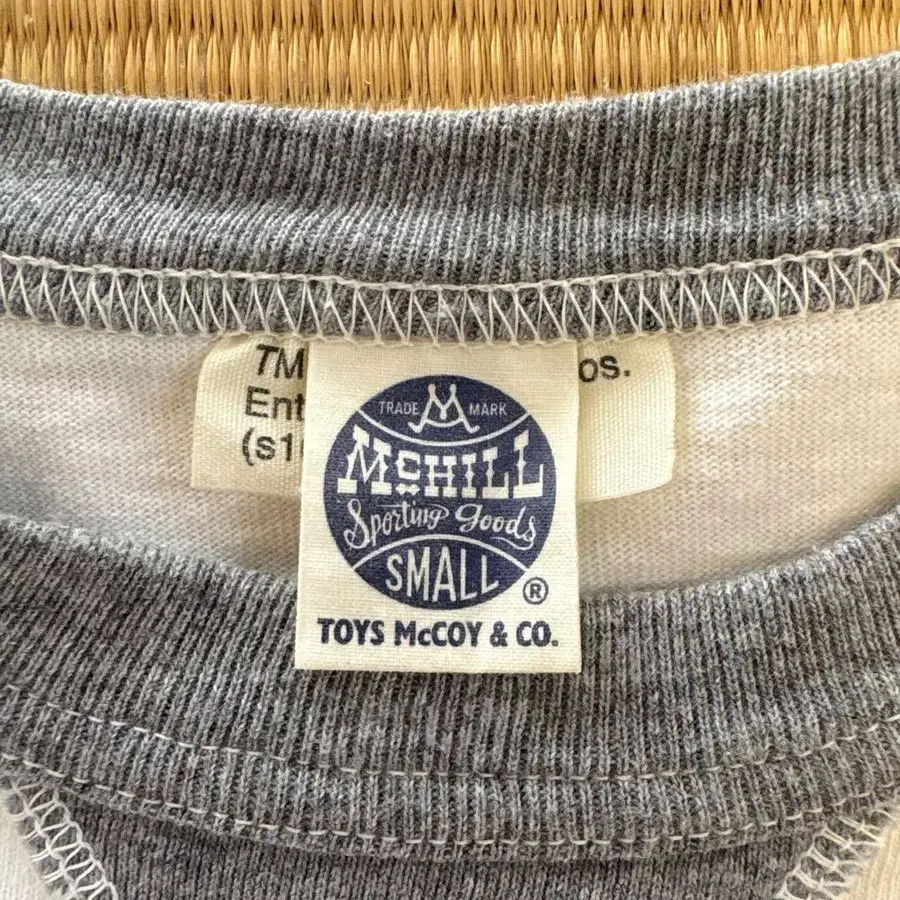 TM
os.
Ent
(s1
TRADE M MARK
McHILL
Sporting goods
SMALL
®
TOYS McCOY & CO.